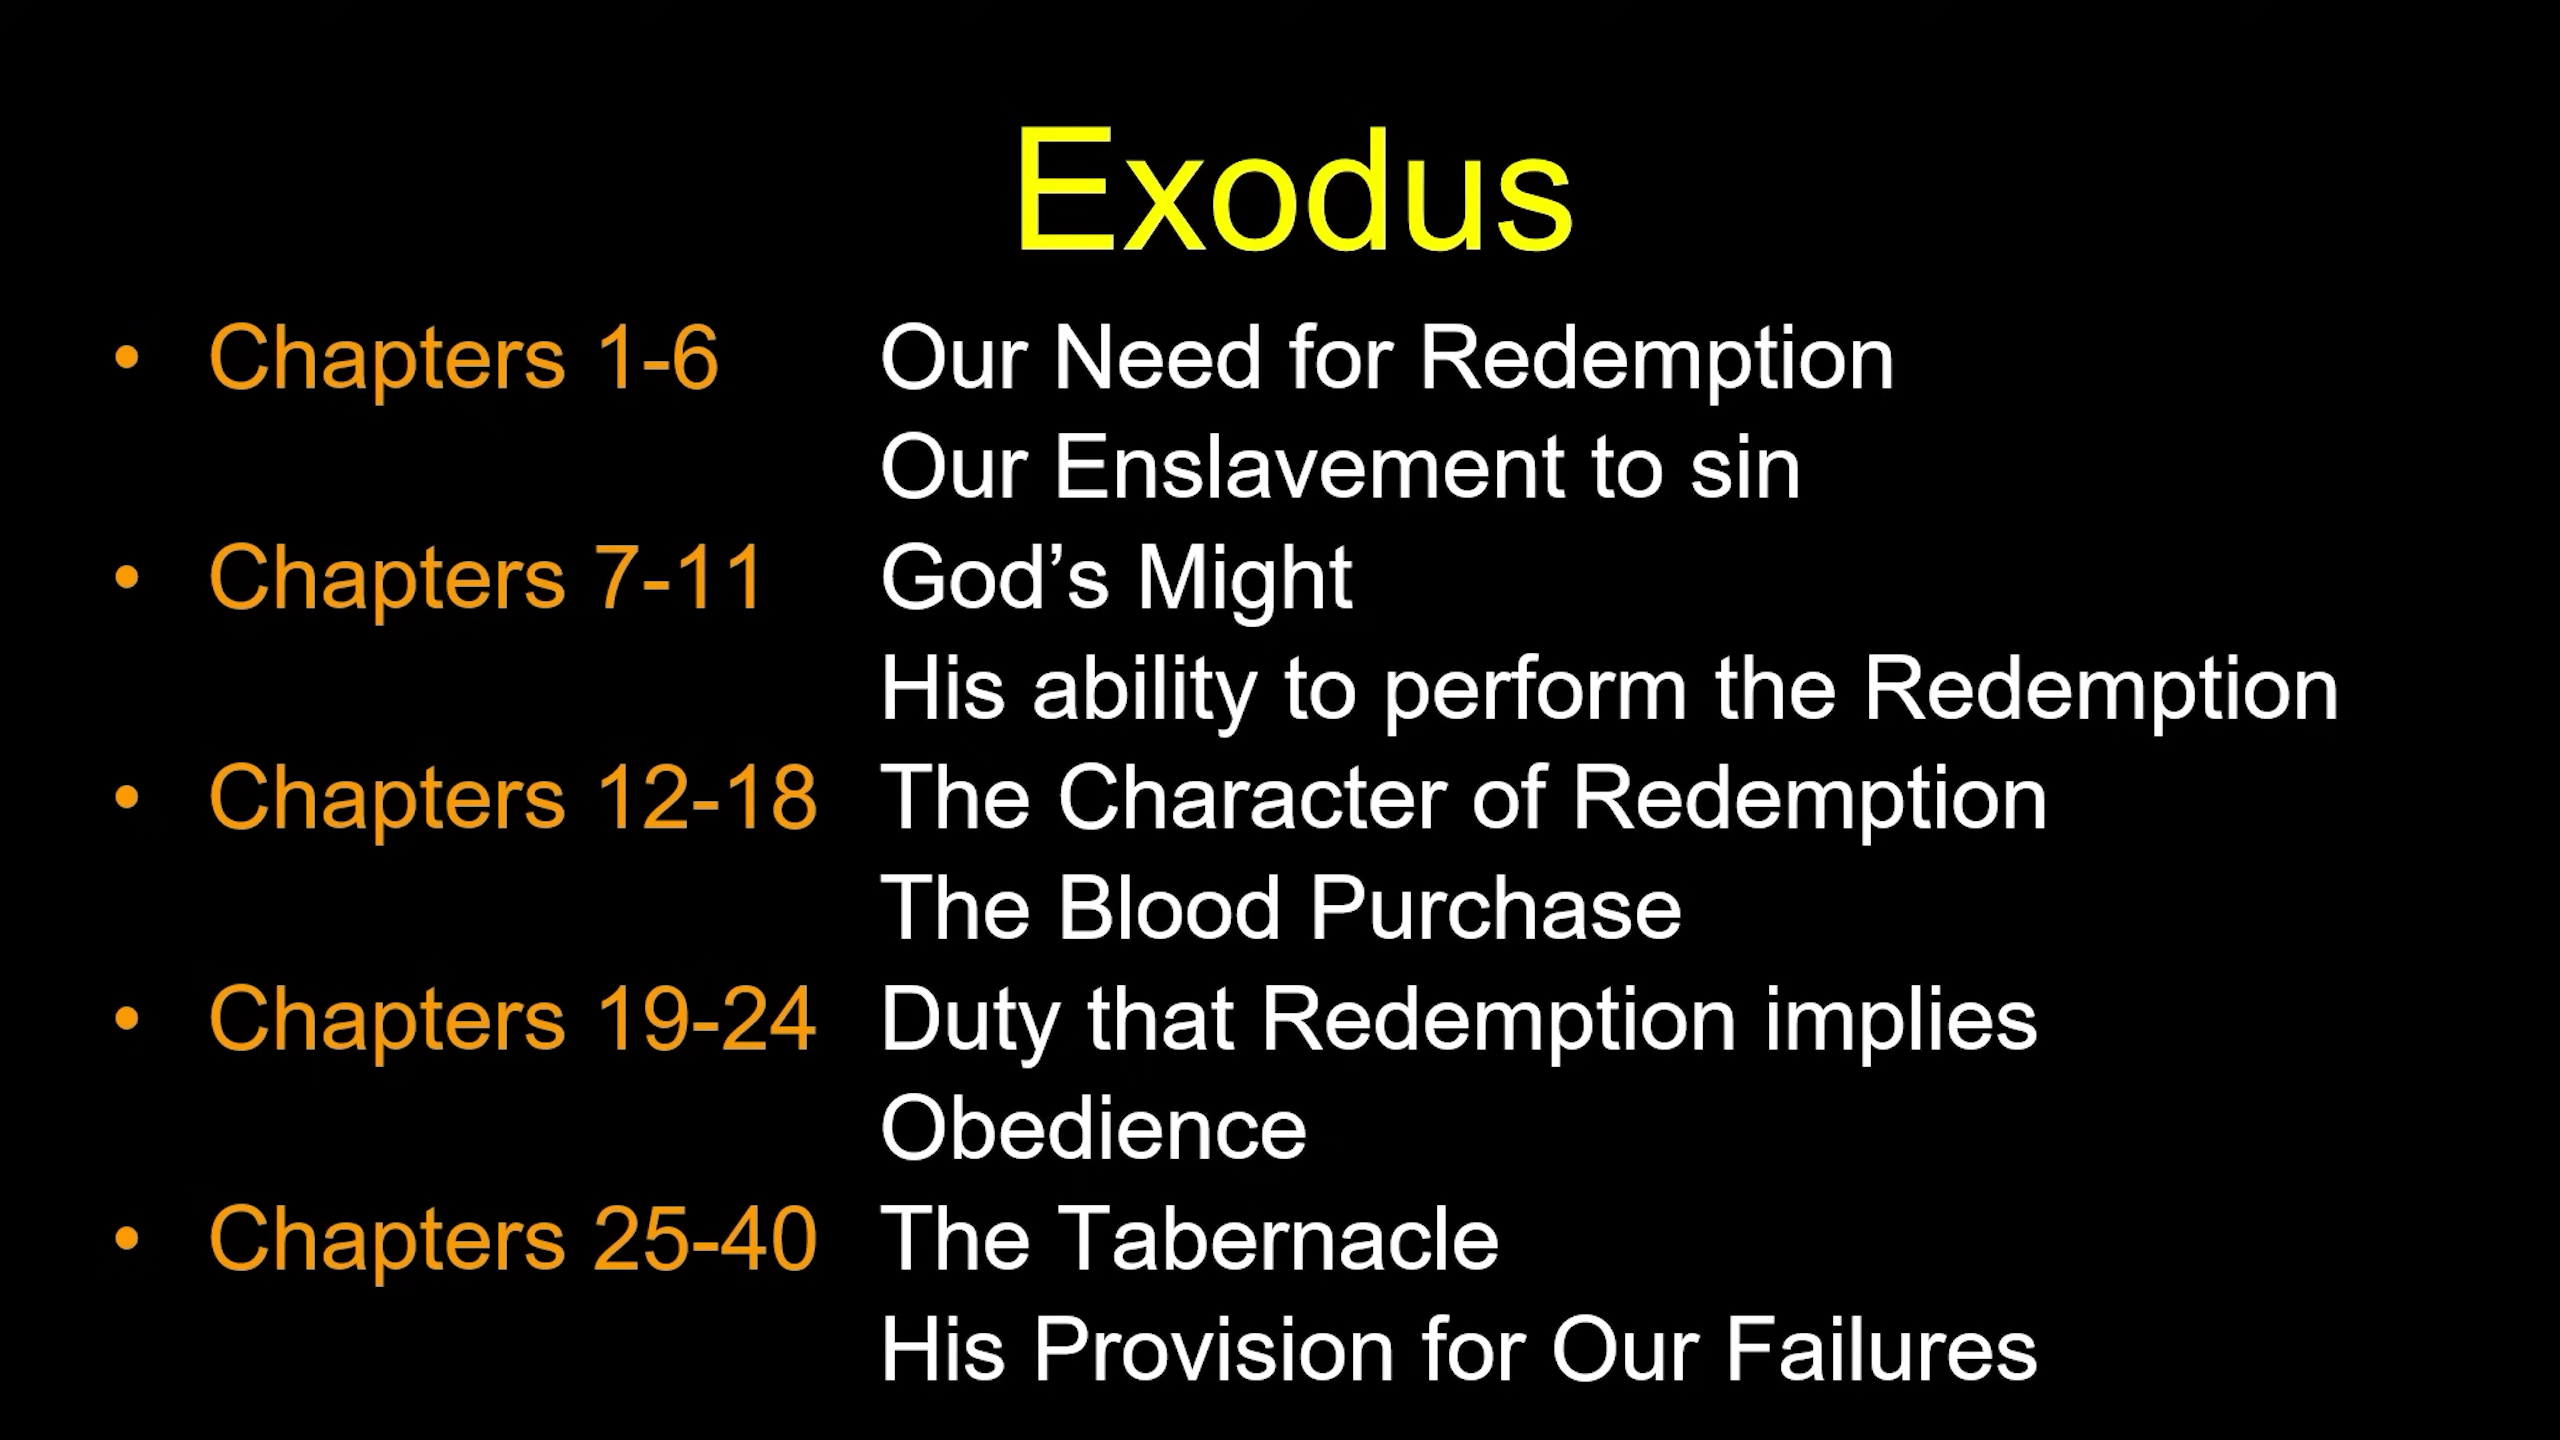 Exodus
• Chapters 1-6 Our Need for Redemption
Our Enslavement to sin
• Chapters 7-11 God’s Might
His ability to perform the Redemption
• Chapters 12-18 The Character of Redemption
The Blood Purchase
• Chapters 19-24 Duty that Redemption implies
Obedience
• Chapters 25-40 The Tabernacle
His Provision for Our Failures